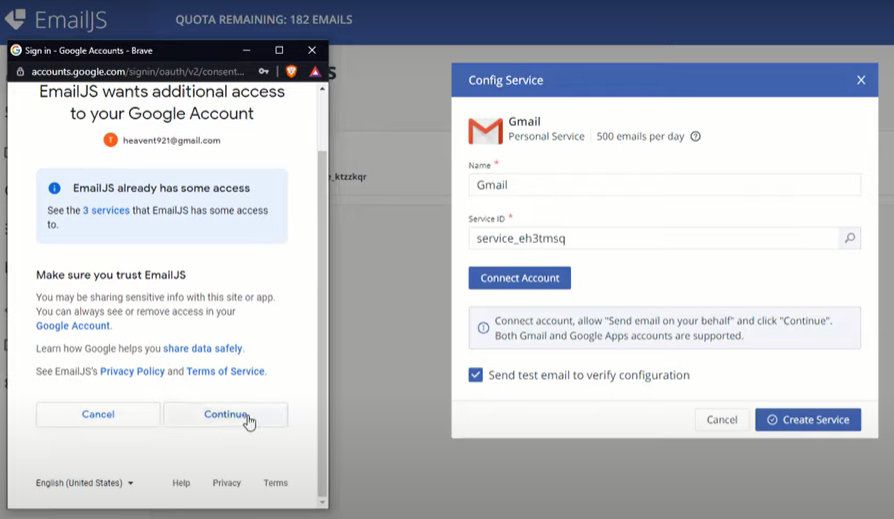 EmailJS
QUOTA REMAINING: 182 EMAILS
Sign in - Google Accounts - Brave
accounts.google.com/signin/oauth/v2/consent...
EmailJS wants additional access
to your Google Account
T
heavent921@gmail.com
EmailJS already has some access
See the 3 services that EmailJS has some access
to.
Make sure you trust EmailJS
You may be sharing sensitive info with this site or app.
You can always see or remove access in your
Google Account.
Learn how Google helps you share data safely.
See EmailJS's Privacy Policy and Terms of Service.
Cancel
Continue
English (United States)
Help
Privacy
Terms
_ktzzkqr
Config Service
Gmail
Personal Service
500 emails per day
Name *
Gmail
Service ID *
service_eh3tmsq
Connect Account
Connect account, allow "Send email on your behalf" and click "Continue".
Both Gmail and Google Apps accounts are supported.
Send test email to verify configuration
Cancel
Create Service